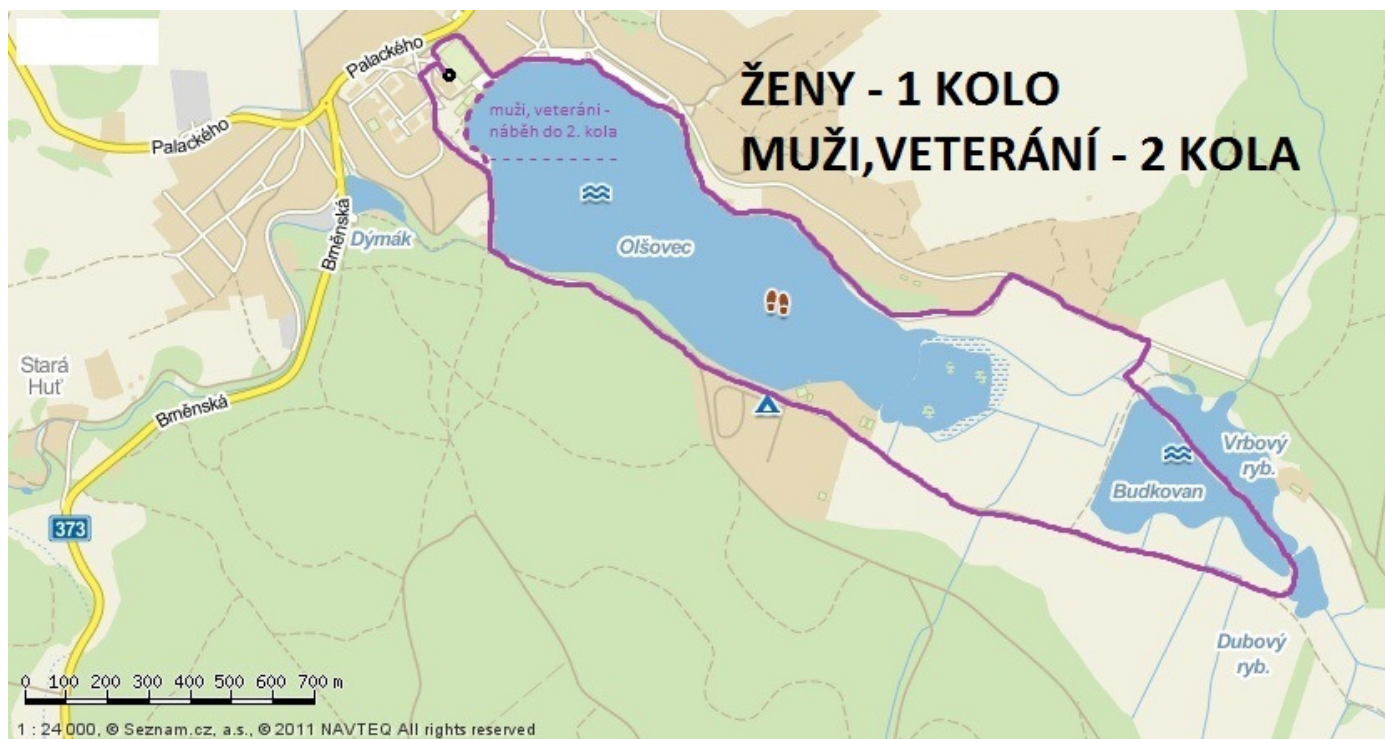 ŽENY - 1 KOLO
MUŽI,VETERÁNÍ - 2 KOLA
Palackého
Palackého
muži, veteráni -
náběh do 2. kola
Dýmák
Brněnská
Olšovec
Stará
Huť
Brněnská
Vrbový
ryb.
Budkovan
373
Dubový
ryb.
0 100 200 300 400 500 600 700 m
1 : 24 000, © Seznam.cz, a.s., © 2011 NAVTEQ All rights reserved